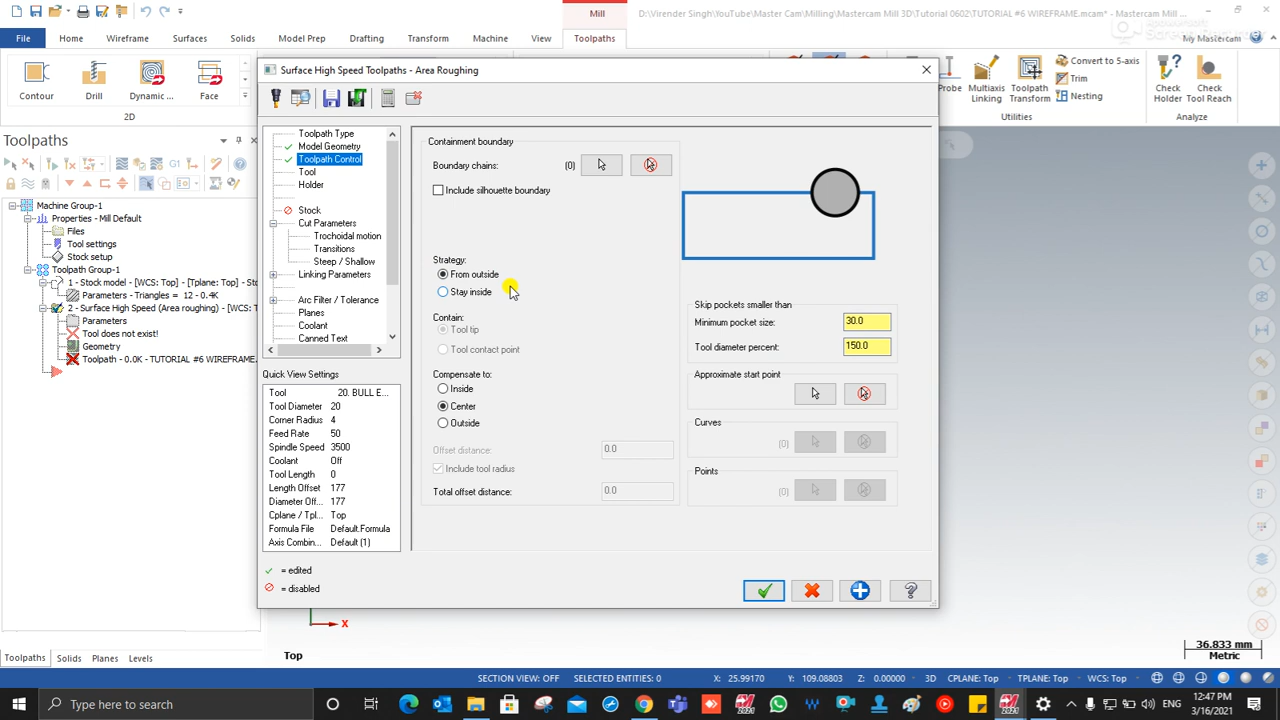 Mill
D:\Virender Singh\YouTube\Master Cam\Milling\Mastercam Mill 3D\Tutorial 0602\TUTORIAL #6 WIREFRAME.mcam* - Mastercam Mill ...
File
Home
Wireframe
Surfaces
Solids
Model Prep
Drafting
Transform
Machine
View
Toolpaths
My Mastercam
Contour
Drill
Dynamic ...
Face
2D
Probe
Multiaxis Linking
Toolpath Transform
Convert to 5-axis
Trim
Nesting
Utilities
Check Holder
Check Tool Reach
Analyze
Toolpaths
Machine Group-1
Properties - Mill Default
Files
Tool settings
Stock setup
Toolpath Group-1
1 - Stock model - [WCS: Top] - [Tplane: Top] - [St
Parameters - Triangles = 12 - 0.4K
2 - Surface High Speed (Area roughing) - [WCS:
Parameters
Tool does not exist!
Geometry
Toolpath - 0.0K - TUTORIAL #6 WIREFRAME.
Toolpaths
Solids
Planes
Levels
Surface High Speed Toolpaths - Area Roughing
Toolpath Type
Model Geometry
Toolpath Control
Tool
Holder
Stock
Cut Parameters
Trochoidal motion
Transitions
Steep / Shallow
Linking Parameters
Arc Filter / Tolerance
Planes
Coolant
Canned Text
Quick View Settings
Tool 20. BULL E...
Tool Diameter 20
Corner Radius 4
Feed Rate 50
Spindle Speed 3500
Coolant Off
Tool Length 0
Length Offset 177
Diameter Off... 177
Cplane / Tpl... Top
Formula File Default.Formula
Axis Combin... Default (1)
= edited
= disabled
Containment boundary
Boundary chains: (0)
Include silhouette boundary
Strategy:
From outside
Stay inside
Contain:
Tool tip
Tool contact point
Compensate to:
Inside
Center
Outside
Offset distance: 0.0
Include tool radius
Total offset distance: 0.0
Skip pockets smaller than
Minimum pocket size: 30.0
Tool diameter percent: 150.0
Approximate start point
Curves
(0)
Points
(0)
X
Top
36.833 mm
Metric
SECTION VIEW: OFF
SELECTED ENTITIES: 0
X: 25.99170
Y: 109.08803
Z: 0.00000
3D
CPLANE: Top
TPLANE: Top
WCS: Top
Type here to search
ENG
12:47 PM
3/16/2021